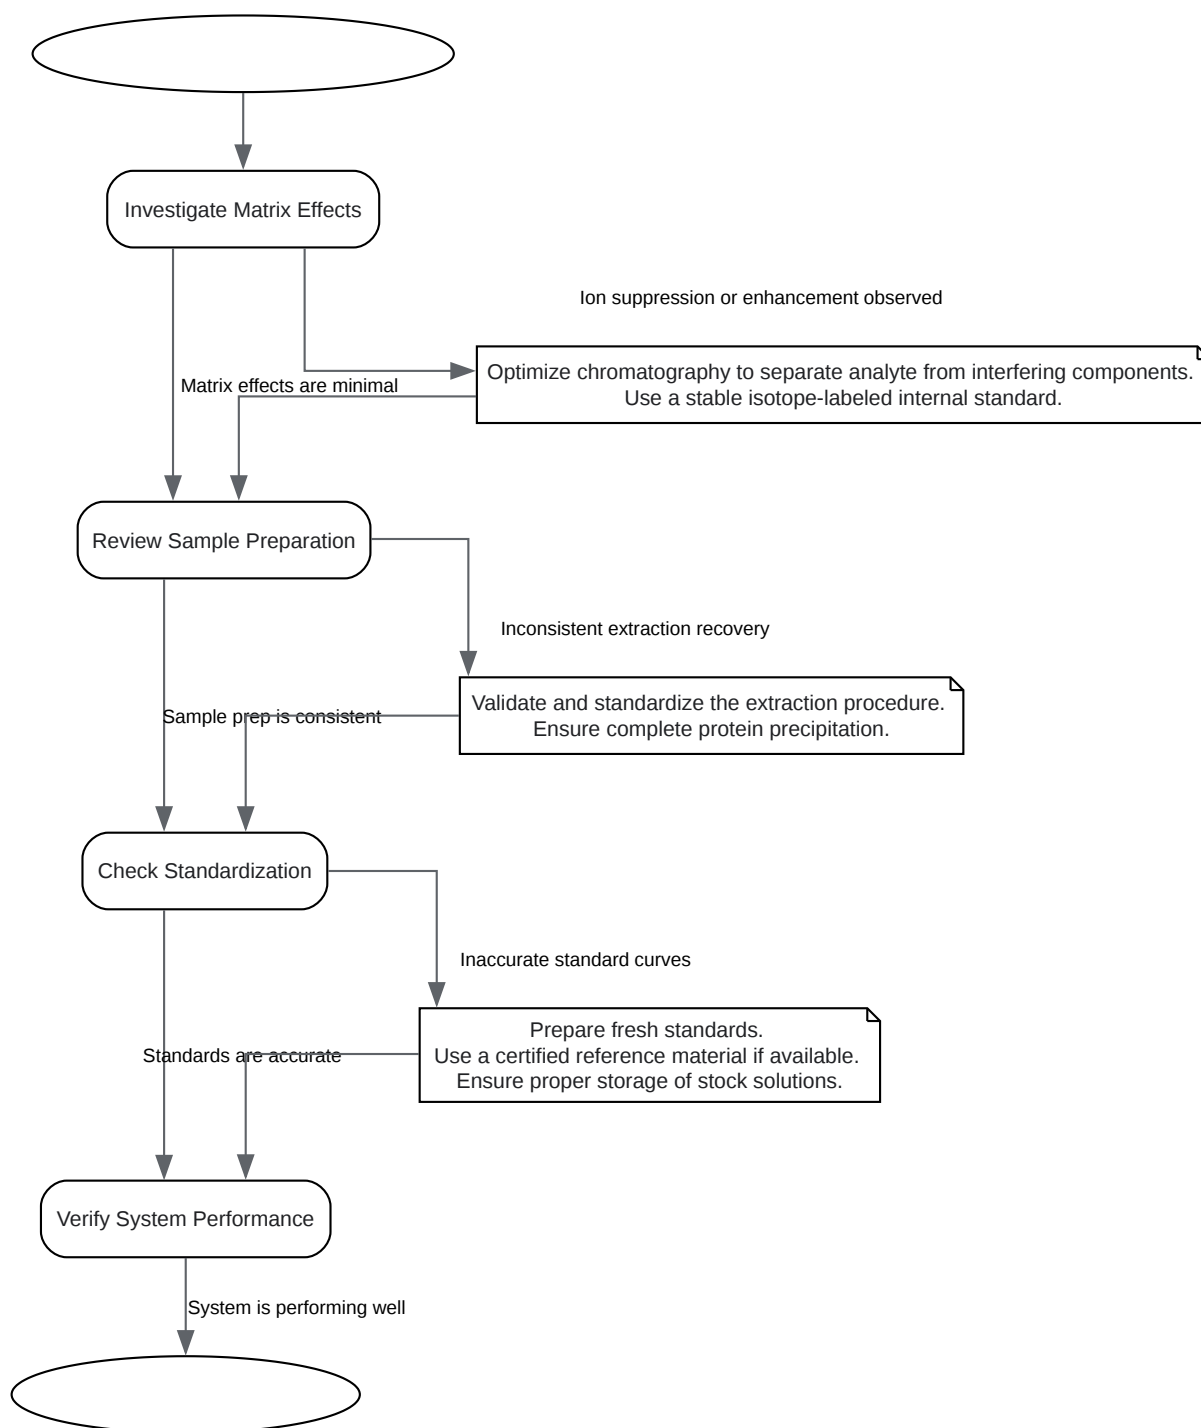 Investigate Matrix Effects
Ion suppression or enhancement observed
Optimize chromatography to separate analyte from interfering components.
Use a stable isotope-labeled internal standard.
Matrix effects are minimal
Review Sample Preparation
Inconsistent extraction recovery
Validate and standardize the extraction procedure.
Ensure complete protein precipitation.
Sample prep is consistent
Check Standardization
Inaccurate standard curves
Prepare fresh standards.
Use a certified reference material if available.
Ensure proper storage of stock solutions.
Standards are accurate
Verify System Performance
System is performing well